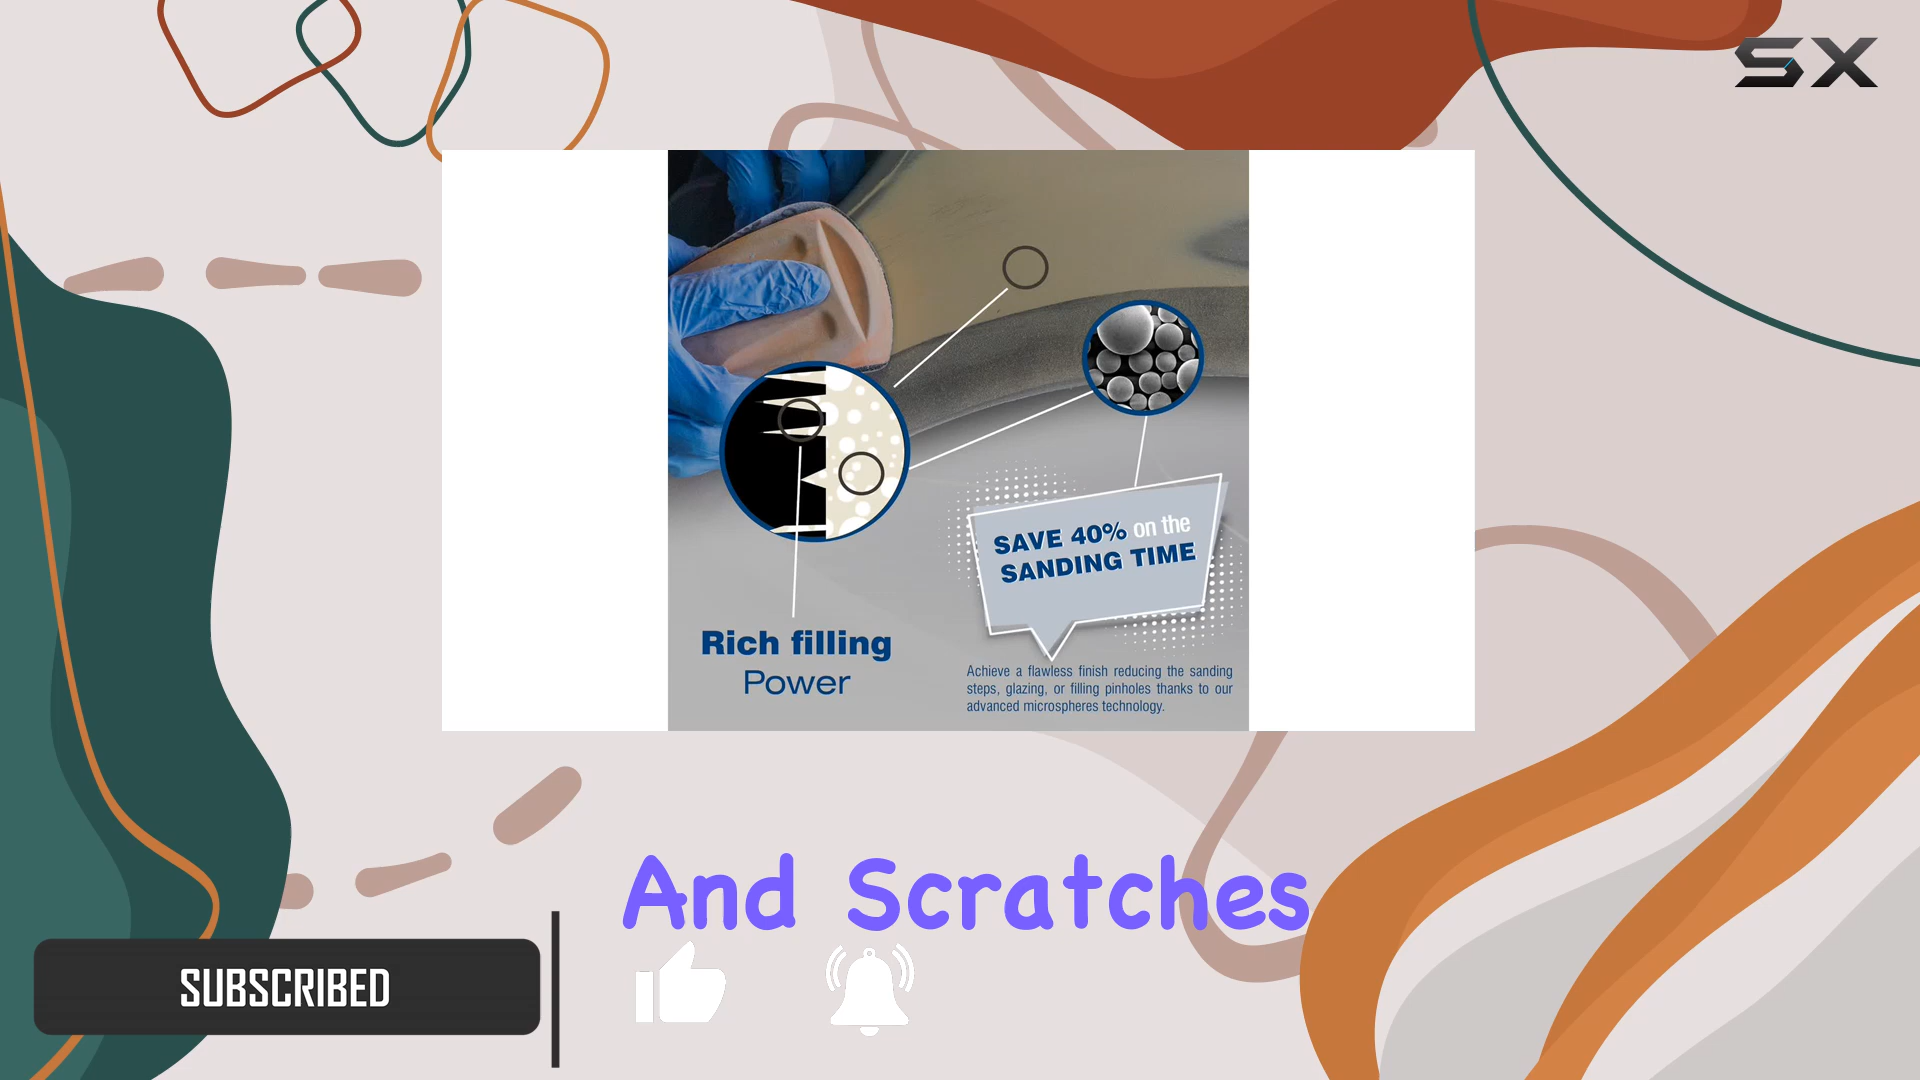 SX
SAVE 40% on the
SANDING TIME
Rich filling
Power
Achieve a flawless finish reducing the sanding
steps, glazing, or filling pinholes thanks to our
advanced microspheres technology.
And Scratches
SUBSCRIBED